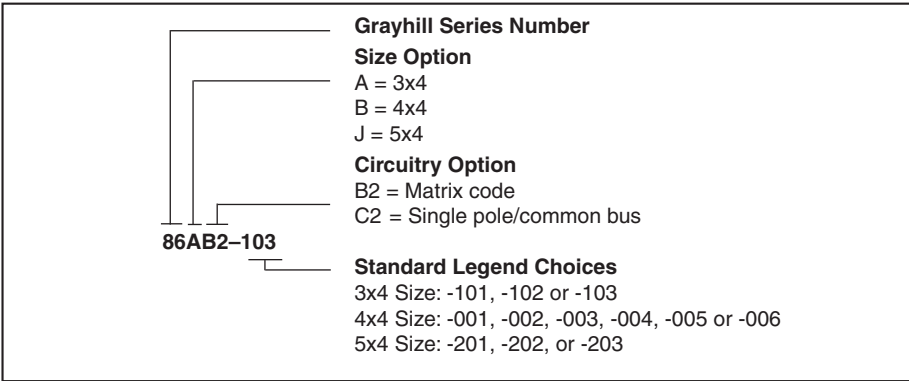 Grayhill Series Number
Size Option
A = 3x4
B = 4x4
J = 5x4
Circuitry Option
B2 = Matrix code
C2 = Single pole/common bus
86AB2–103
Standard Legend Choices
3x4 Size: -101, -102 or -103
4x4 Size: -001, -002, -003, -004, -005 or -006
5x4 Size: -201, -202, or -203